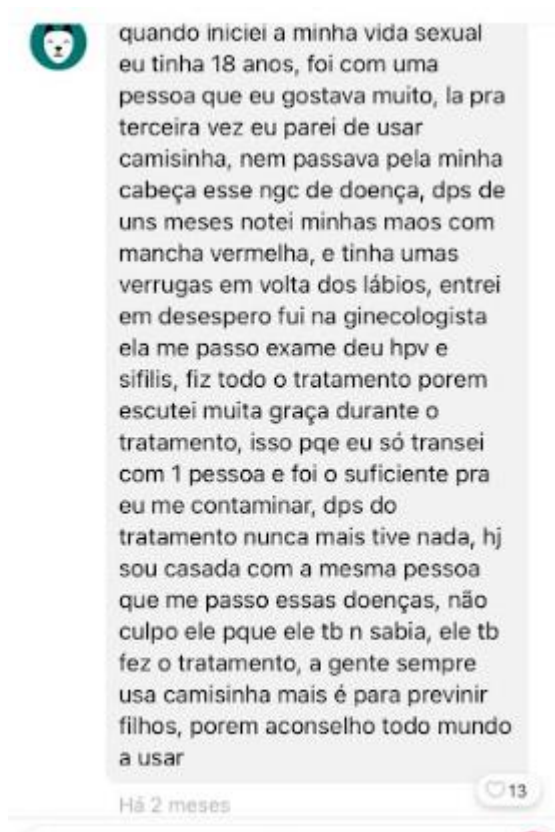 quando iniciei a minha vida sexual
eu tinha 18 anos, foi com uma
pessoa que eu gostava muito, la pra
terceira vez eu parei de usar
camisinha, nem passava pela minha
cabeça esse ngc de doença, dps de
uns meses notei minhas maos com
mancha vermelha, e tinha umas
verrugas em volta dos lábios, entrei
em desespero fui na ginecologista
ela me passo exame deu hpv e
sifilis, fiz todo o tratamento porem
escutei muita graça durante o
tratamento, isso pqe eu só transei
com 1 pessoa e foi o suficiente pra
eu me contaminar, dps do
tratamento nunca mais tive nada, hj
sou casada com a mesma pessoa
que me passo essas doenças, não
culpo ele pque ele tb n sabia, ele tb
fez o tratamento, a gente sempre
usa camisinha mais é para previnir
filhos, porem aconselho todo mundo
a usar
13
Há 2 meses